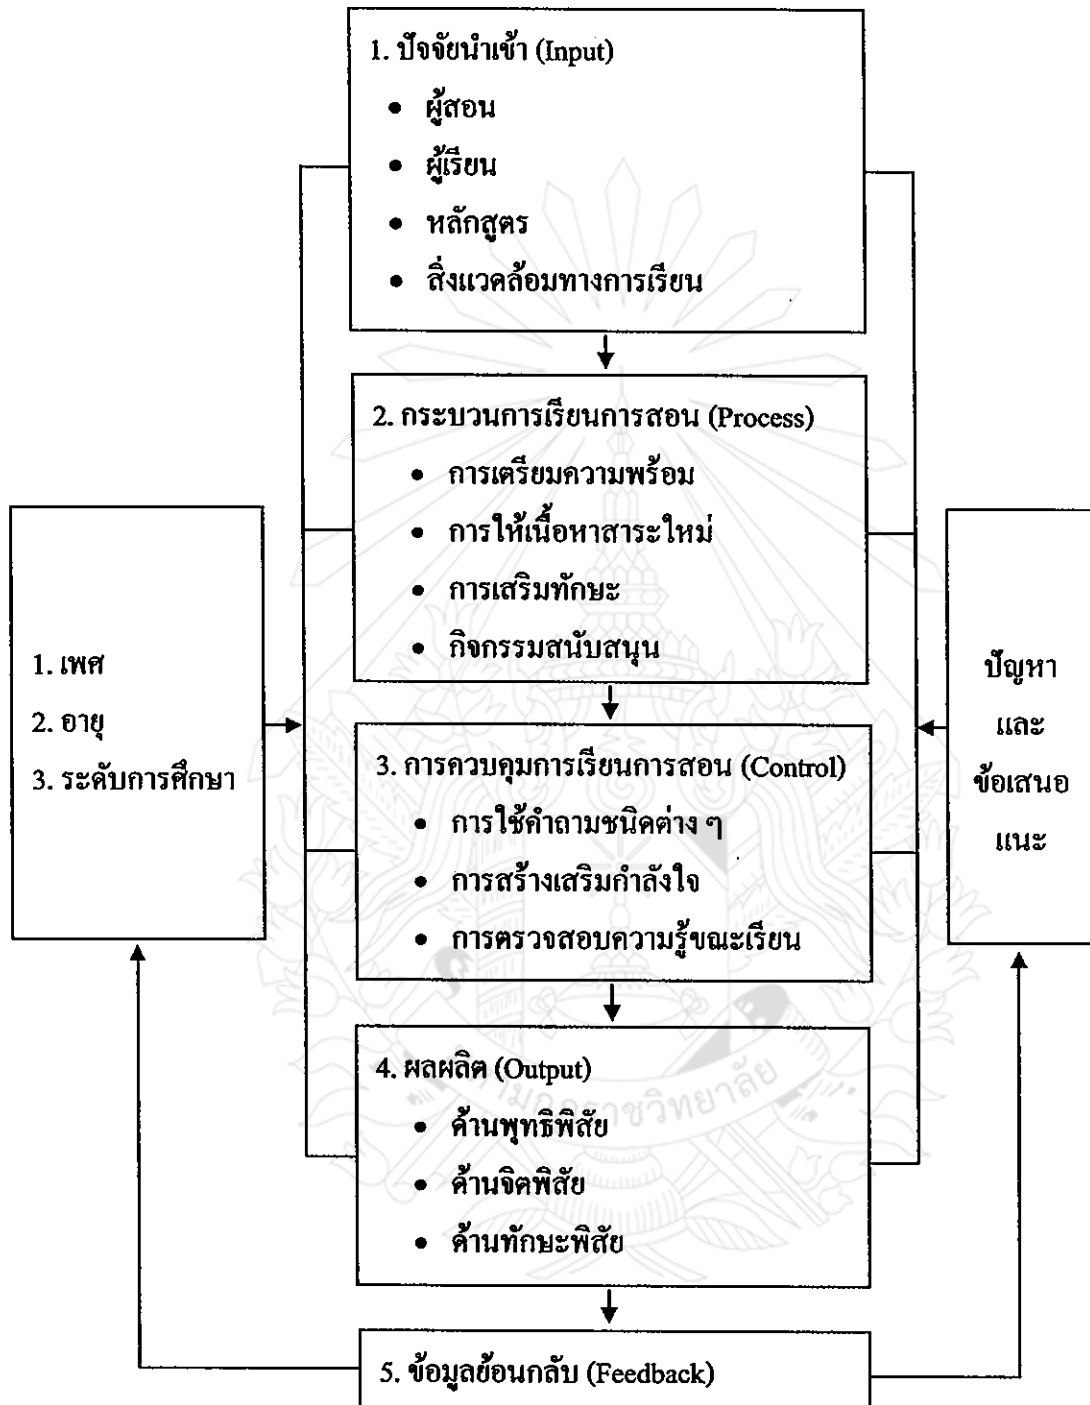 1. ปัจจัยนำเข้า (Input)
• ผู้สอน
• ผู้เรียน
• หลักสูตร
• สิ่งแวดล้อมทางการเรียน
2. กระบวนการเรียนการสอน (Process)
• การเตรียมความพร้อม
• การให้เนื้อหาสาระใหม่
• การเสริมทักษะ
• กิจกรรมสนับสนุน
1. เพศ
2. อายุ
3. ระดับการศึกษา
3. การควบคุมการเรียนการสอน (Control)
• การใช้คำถามชนิดต่าง ๆ
• การสร้างเสริมกำลังใจ
• การตรวจสอบความรู้ขณะเรียน
ปัญหา
และ
ข้อเสนอ
แนะ
4. ผลผลิต (Output)
• ด้านพุทธิพิสัย
• ด้านจิตพิสัย
• ด้านทักษะพิสัย
5. ข้อมูลย้อนกลับ (Feedback)